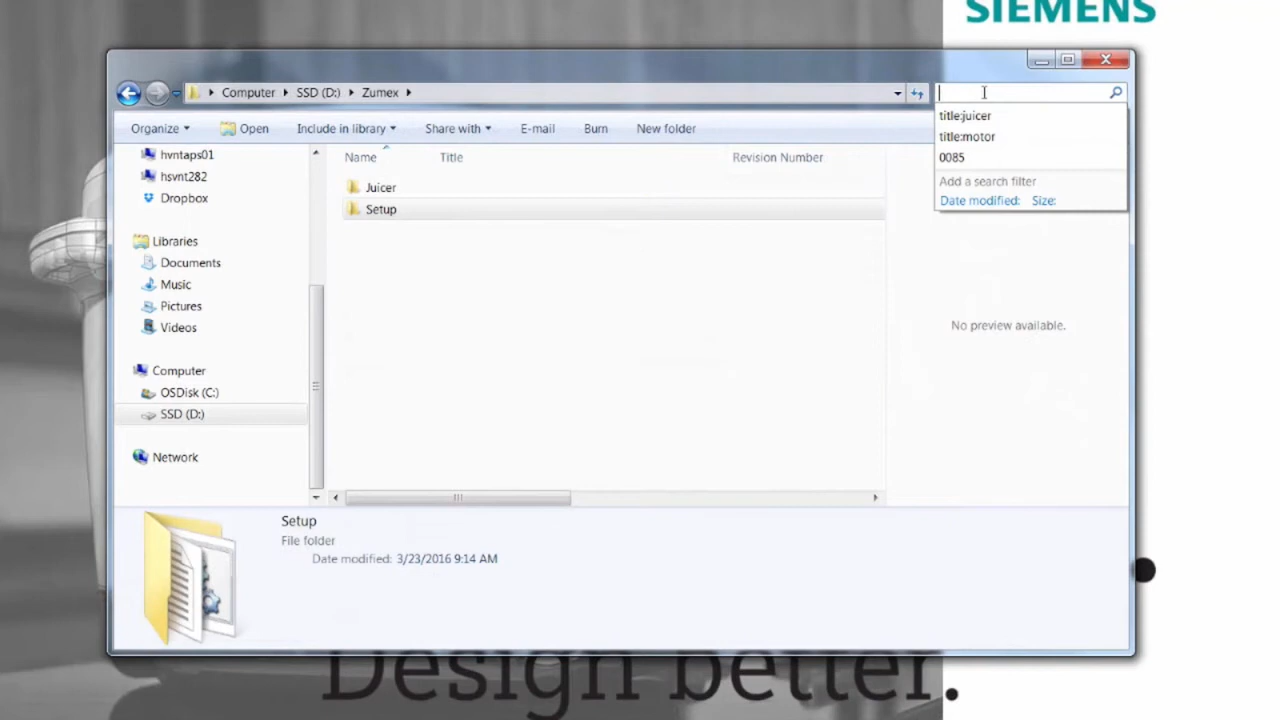 SIEMENS
Computer SSD (D:) Zumex
Organize Open Include in library Share with E-mail Burn New folder
title:juicer
title:motor
0085
Add a search filter
Date modified: Size:
hvntaps01
hsvnt282
Dropbox
Libraries
Documents
Music
Pictures
Videos
Computer
OSDisk (C:)
SSD (D:)
Network
Name Title Revision Number
Juicer
Setup
No preview available.
Setup
File folder
Date modified: 3/23/2016 9:14 AM
Design better.